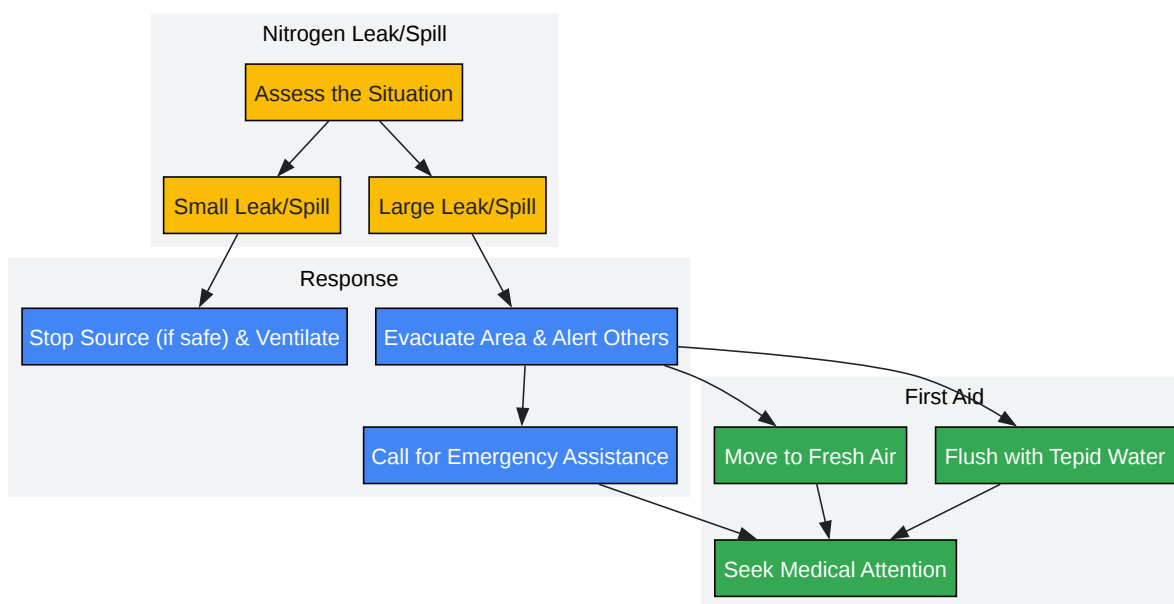 Nitrogen Leak/Spill
Assess the Situation
Small Leak/Spill
Large Leak/Spill
Response
Stop Source (if safe) & Ventilate
Evacuate Area & Alert Others
First Aid
Call for Emergency Assistance
Move to Fresh Air
Flush with Tepid Water
Seek Medical Attention